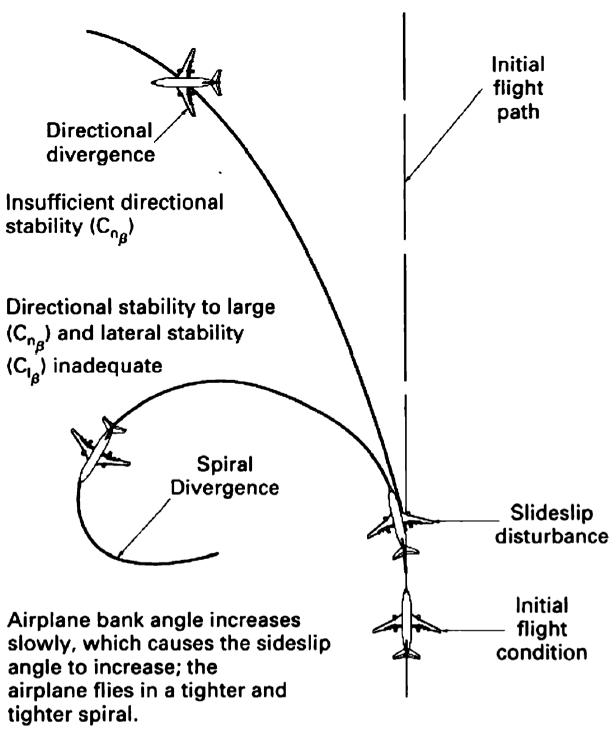 Initial
flight
path
Directional
divergence
Insufficient directional
stability (Cnβ)
Directional stability to large
(Cnβ) and lateral stability
(Clβ) inadequate
Spiral
Divergence
Slideslip
disturbance
Airplane bank angle increases
slowly, which causes the sideslip
angle to increase; the
airplane flies in a tighter and
tighter spiral.
Initial
flight
condition